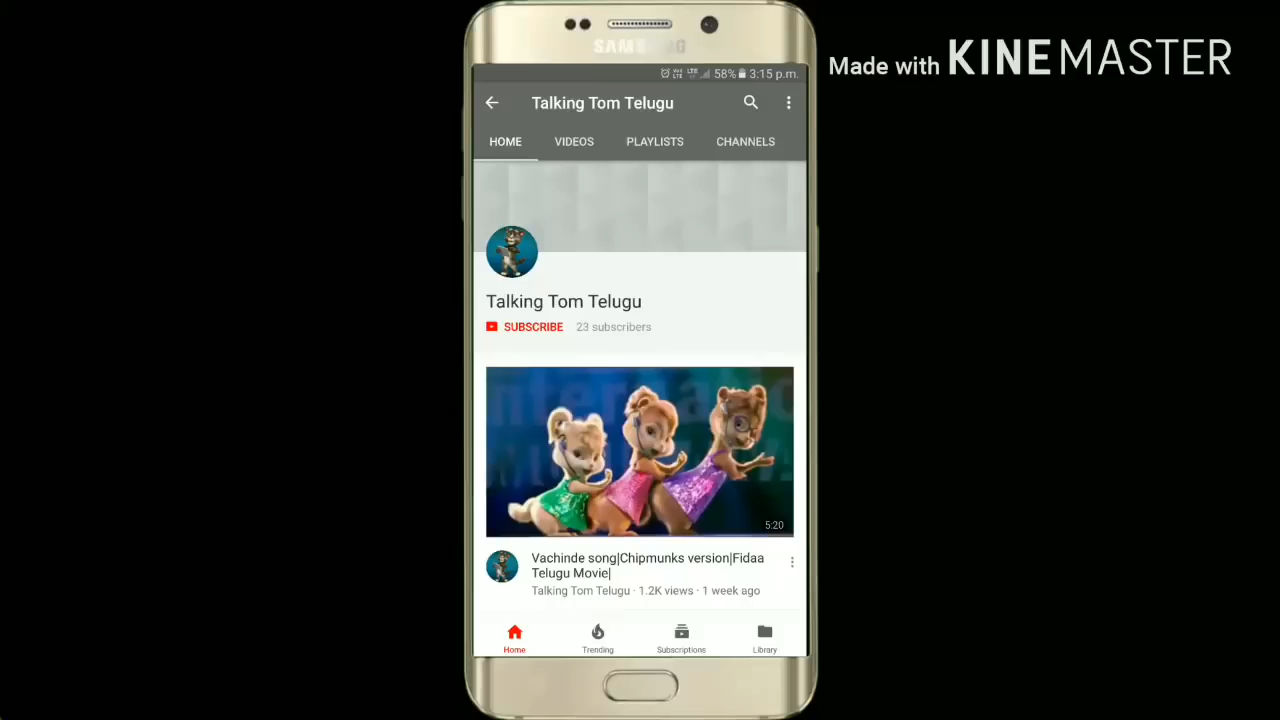 Made with KINEMASTER
SAMSUNG
58% 3:15 p.m.
Talking Tom Telugu
HOME VIDEOS PLAYLISTS CHANNELS
Talking Tom Telugu
SUBSCRIBE 23 subscribers
5:20
Vachinde song|Chipmunks version|Fidaa
Telugu Movie|
Talking Tom Telugu · 1.2K views · 1 week ago
Home Trending Subscriptions Library